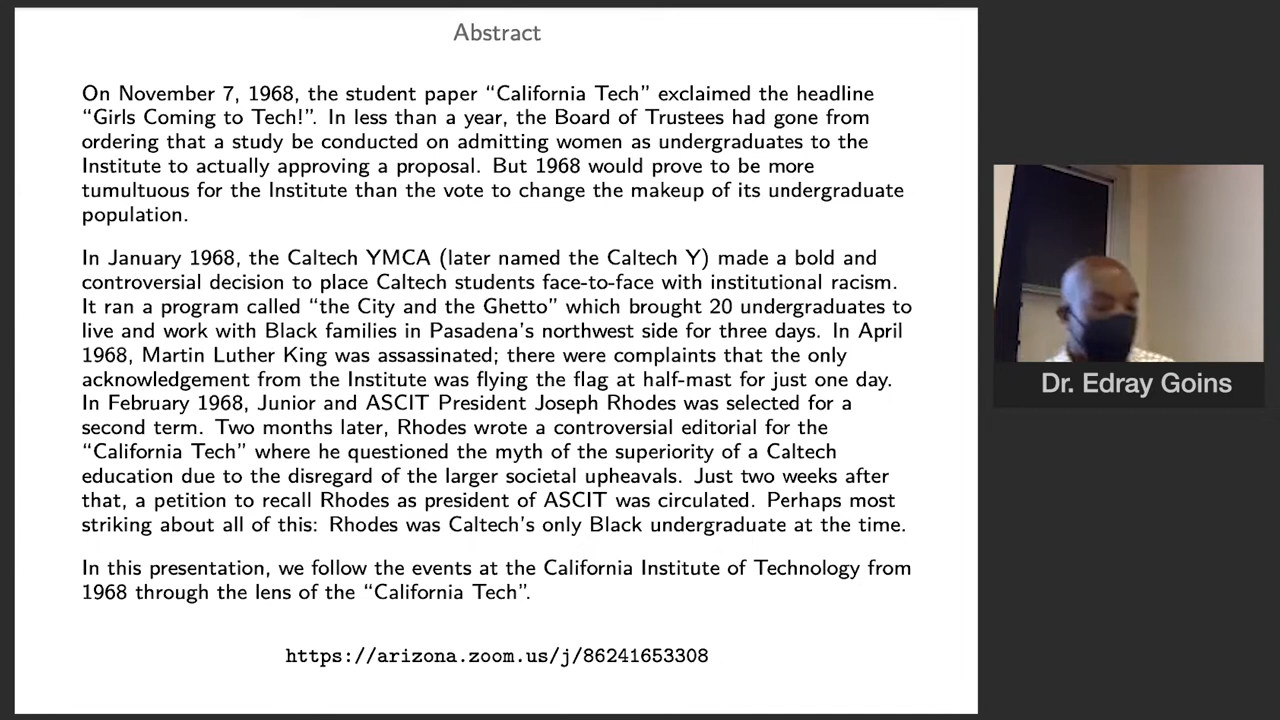 Abstract
On November 7, 1968, the student paper “California Tech” exclaimed the headline
“Girls Coming to Tech!”. In less than a year, the Board of Trustees had gone from
ordering that a study be conducted on admitting women as undergraduates to the
Institute to actually approving a proposal. But 1968 would prove to be more
tumultuous for the Institute than the vote to change the makeup of its undergraduate
population.
In January 1968, the Caltech YMCA (later named the Caltech Y) made a bold and
controversial decision to place Caltech students face-to-face with institutional racism.
It ran a program called “the City and the Ghetto” which brought 20 undergraduates to
live and work with Black families in Pasadena’s northwest side for three days. In April
1968, Martin Luther King was assassinated; there were complaints that the only
acknowledgement from the Institute was flying the flag at half-mast for just one day.
In February 1968, Junior and ASCIT President Joseph Rhodes was selected for a
second term. Two months later, Rhodes wrote a controversial editorial for the
“California Tech” where he questioned the myth of the superiority of a Caltech
education due to the disregard of the larger societal upheavals. Just two weeks after
that, a petition to recall Rhodes as president of ASCIT was circulated. Perhaps most
striking about all of this: Rhodes was Caltech’s only Black undergraduate at the time.
In this presentation, we follow the events at the California Institute of Technology from
1968 through the lens of the “California Tech”.
https://arizona.zoom.us/j/86241653308
Dr. Edray Goins